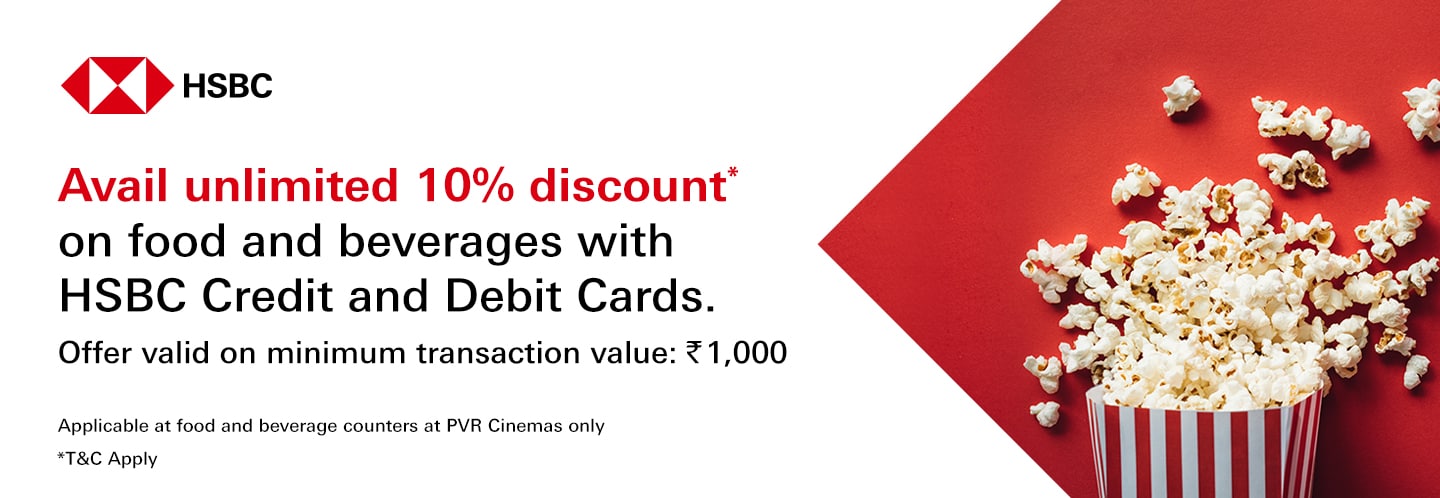 HSBC
Avail unlimited 10% discount*
on food and beverages with
HSBC Credit and Debit Cards.
Offer valid on minimum transaction value: ₹1,000
Applicable at food and beverage counters at PVR Cinemas only
*T&C Apply